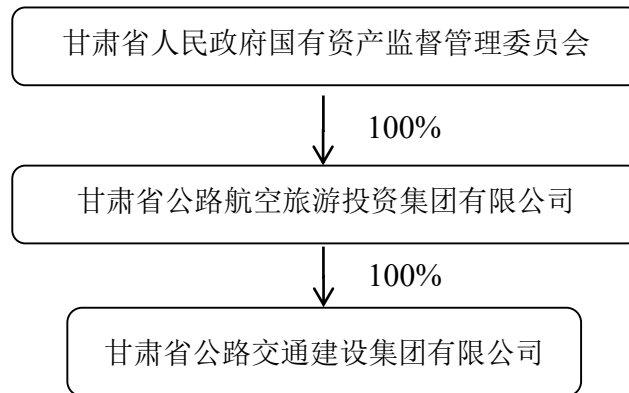 甘肃省人民政府国有资产监督管理委员会
100%
甘肃省公路航空旅游投资集团有限公司
100%
甘肃省公路交通建设集团有限公司